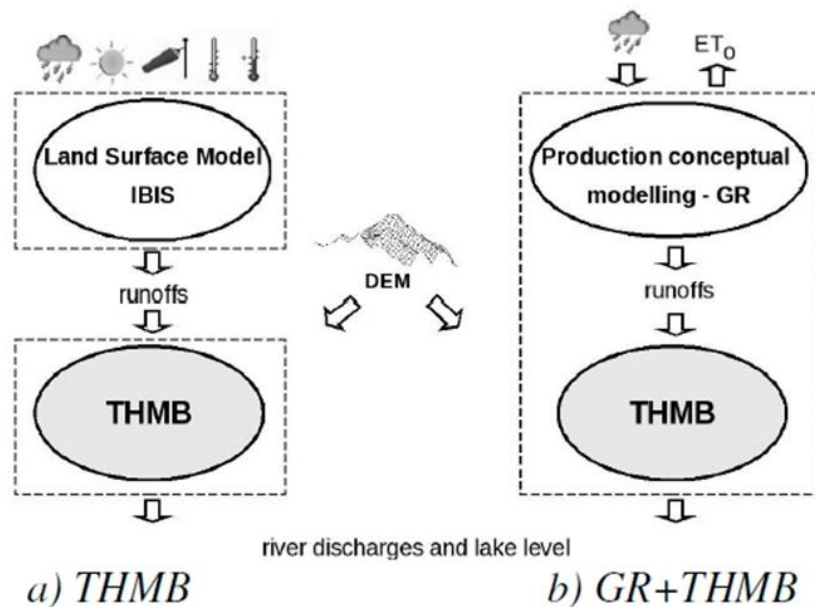 ET0
Land Surface Model
IBIS
Production conceptual
modelling - GR
DEM
runoffs
runoffs
THMB
THMB
river discharges and lake level
a) THMB
b) GR+THMB